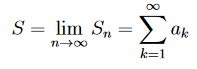 $S = \lim_{n \to \infty} S_n = \sum_{k=1}^{\infty} a_k$